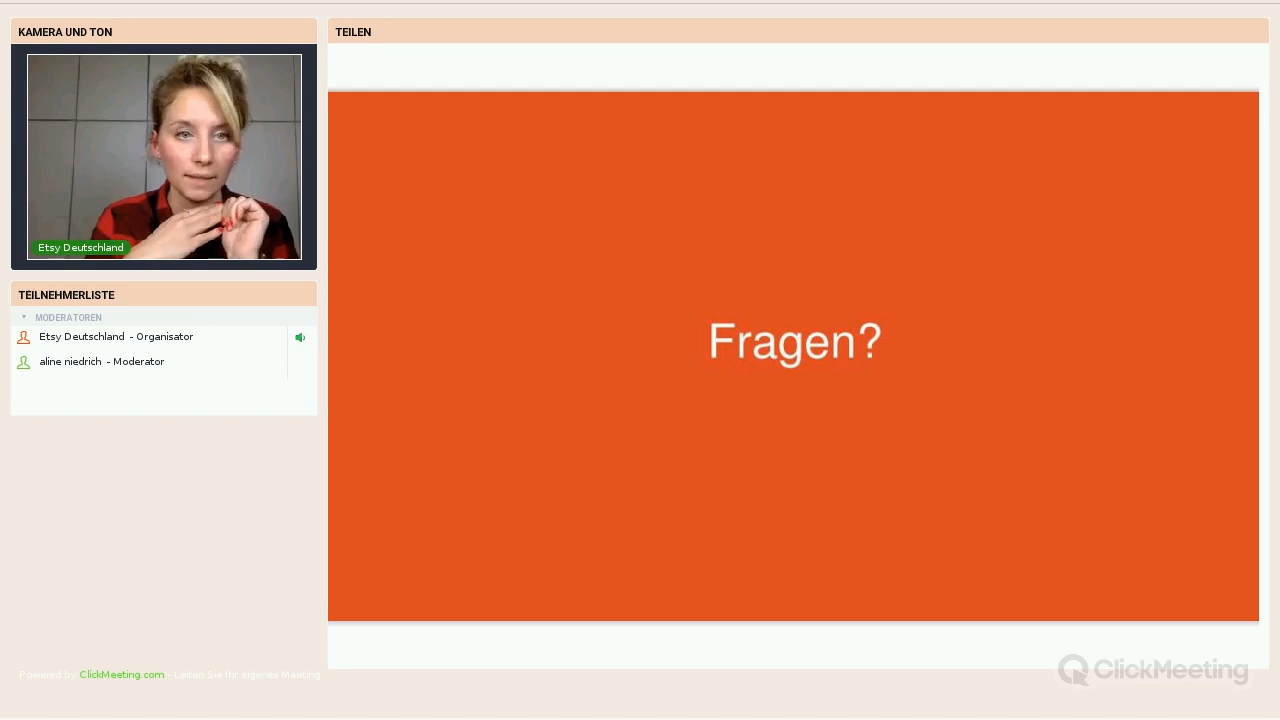 KAMERA UND TON
Etsy Deutschland
TEILNEHMERLISTE
MODERATOREN
Etsy Deutschland - Organisator
aline niedrich - Moderator
TEILEN
Fragen?
Powered by ClickMeeting.com - Leiten Sie Ihr eigenes Meeting
ClickMeeting